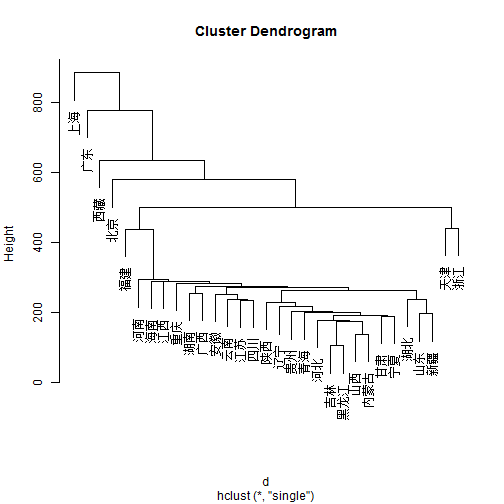 Cluster Dendrogram
Height
800
600
400
200
0
上海
广东
西藏
北京
福建
河南
海南
江西
重庆
湖南
广西
安徽
云南
江苏
四川
陕西
辽宁
贵州
青海
河北
吉林
黑龙江
山西
内蒙古
甘肃
宁夏
湖北
山东
新疆
天津
浙江
d
hclust (*, "single")